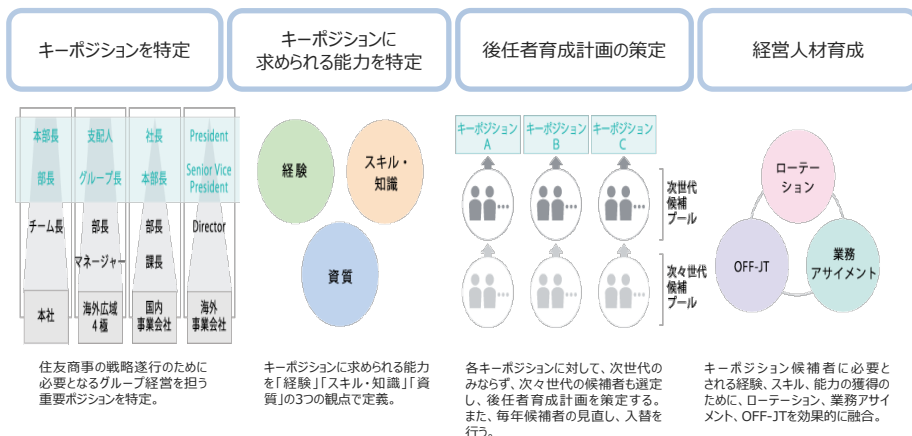 キーポジションを特定
キーポジションに
求められる能力を特定
後任者育成計画の策定
経営人材育成
本部長
支配人
社長
President
部長
グループ長
本部長
Senior Vice
President
チーム長
部長
部長
Director
マネージャー
課長
本社
海外広域
4極
国内
事業会社
海外
事業会社
経験
スキル・
知識
資質
キーポジション
A
キーポジション
B
キーポジション
C
次世代
候補
プール
次々世代
候補
プール
ローテー
ション
OFF-JT
業務
アサイメント
住友商事の戦略遂行のために
必要となるグループ経営を担う
重要ポジションを特定。
キーポジションに求められる能力
を「経験」「スキル・知識」「資
質」の3つの観点で定義。
各キーポジションに対して、次世代の
みならず、次々世代の候補者も選定
し、後任者育成計画を策定する。
また、毎年候補者の見直し、入替を
行う。
キーポジション候補者に必要と
される経験、スキル、能力の獲得の
ために、ローテーション、業務アサイ
メント、OFF-JTを効果的に融合。